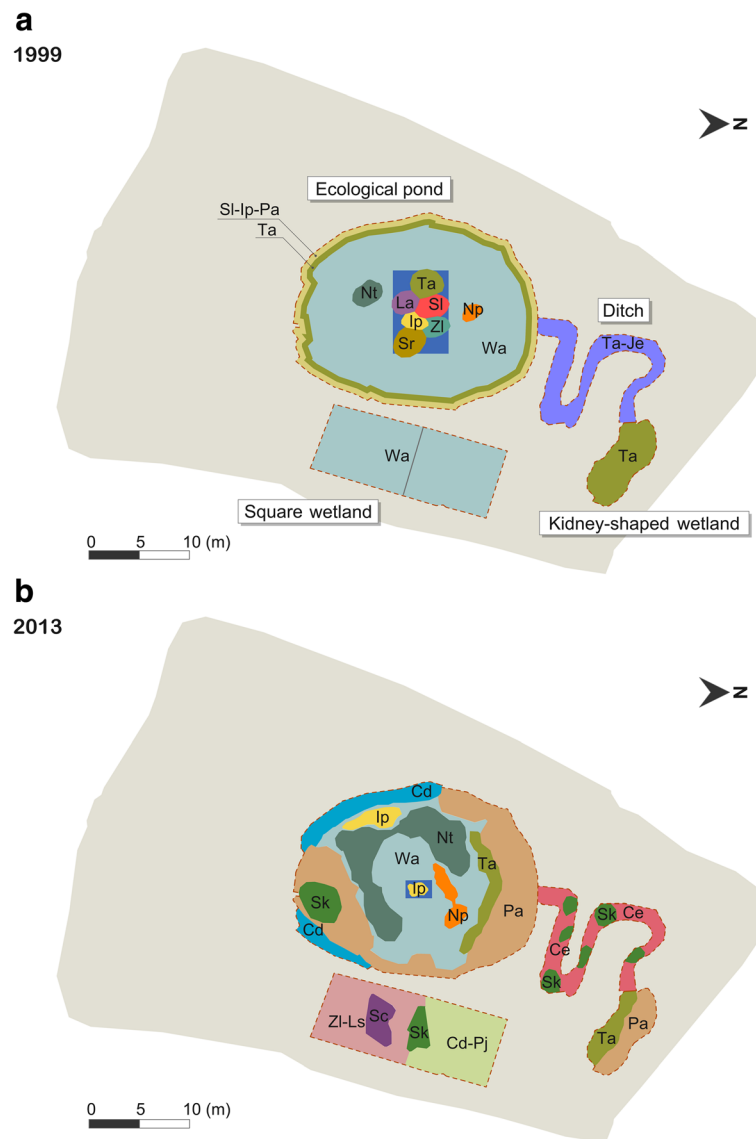 a
1999
N
Ecological pond
Sl-Ip-Pa
Ta
Nt
Ta
La
Sl
Np
Ip
Zl
Sr
Wa
Ditch
Ta-Je
Wa
Ta
Square wetland
Kidney-shaped wetland
0 5 10 (m)
b
2013
N
Cd
Ip
Nt
Wa
Ta
Ip
Sk
Np
Pa
Cd
Sk Ce
Ce
Sk
Zl-Ls
Sc
Sk
Cd-Pj
Ta
Pa
0 5 10 (m)